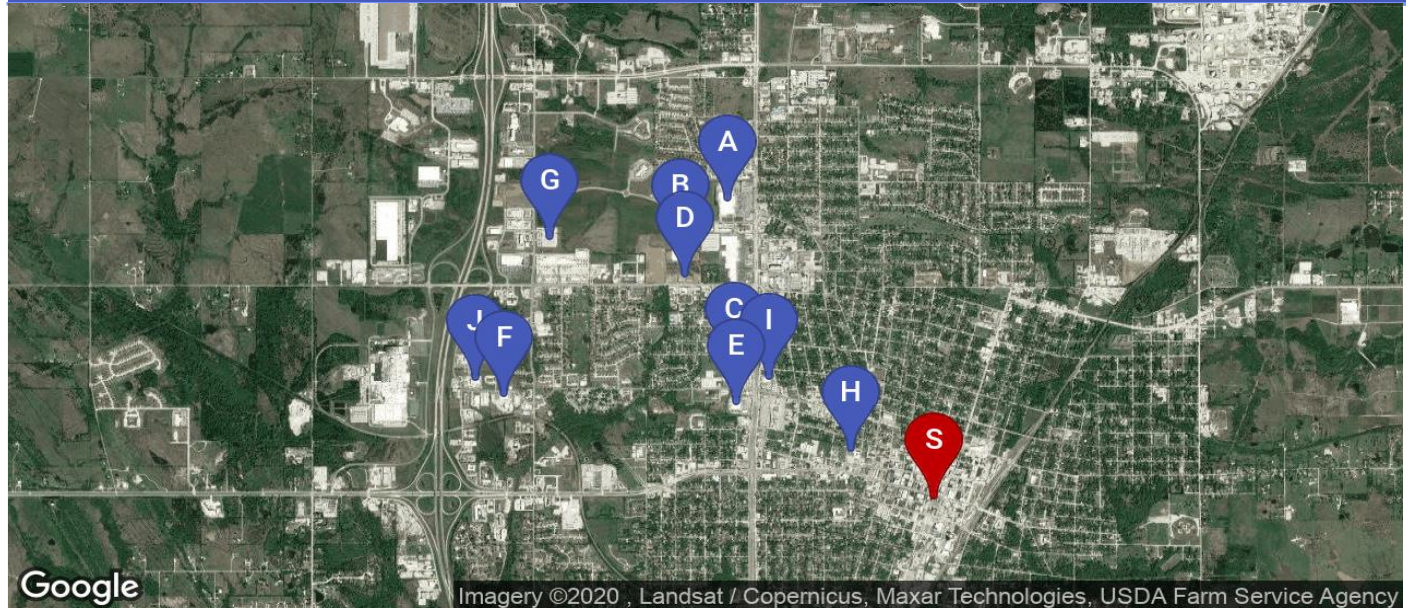 A
B
G
D
C
I
J
F
E
H
S
Google
Imagery ©2020 , Landsat / Copernicus, Maxar Technologies, USDA Farm Service Agency